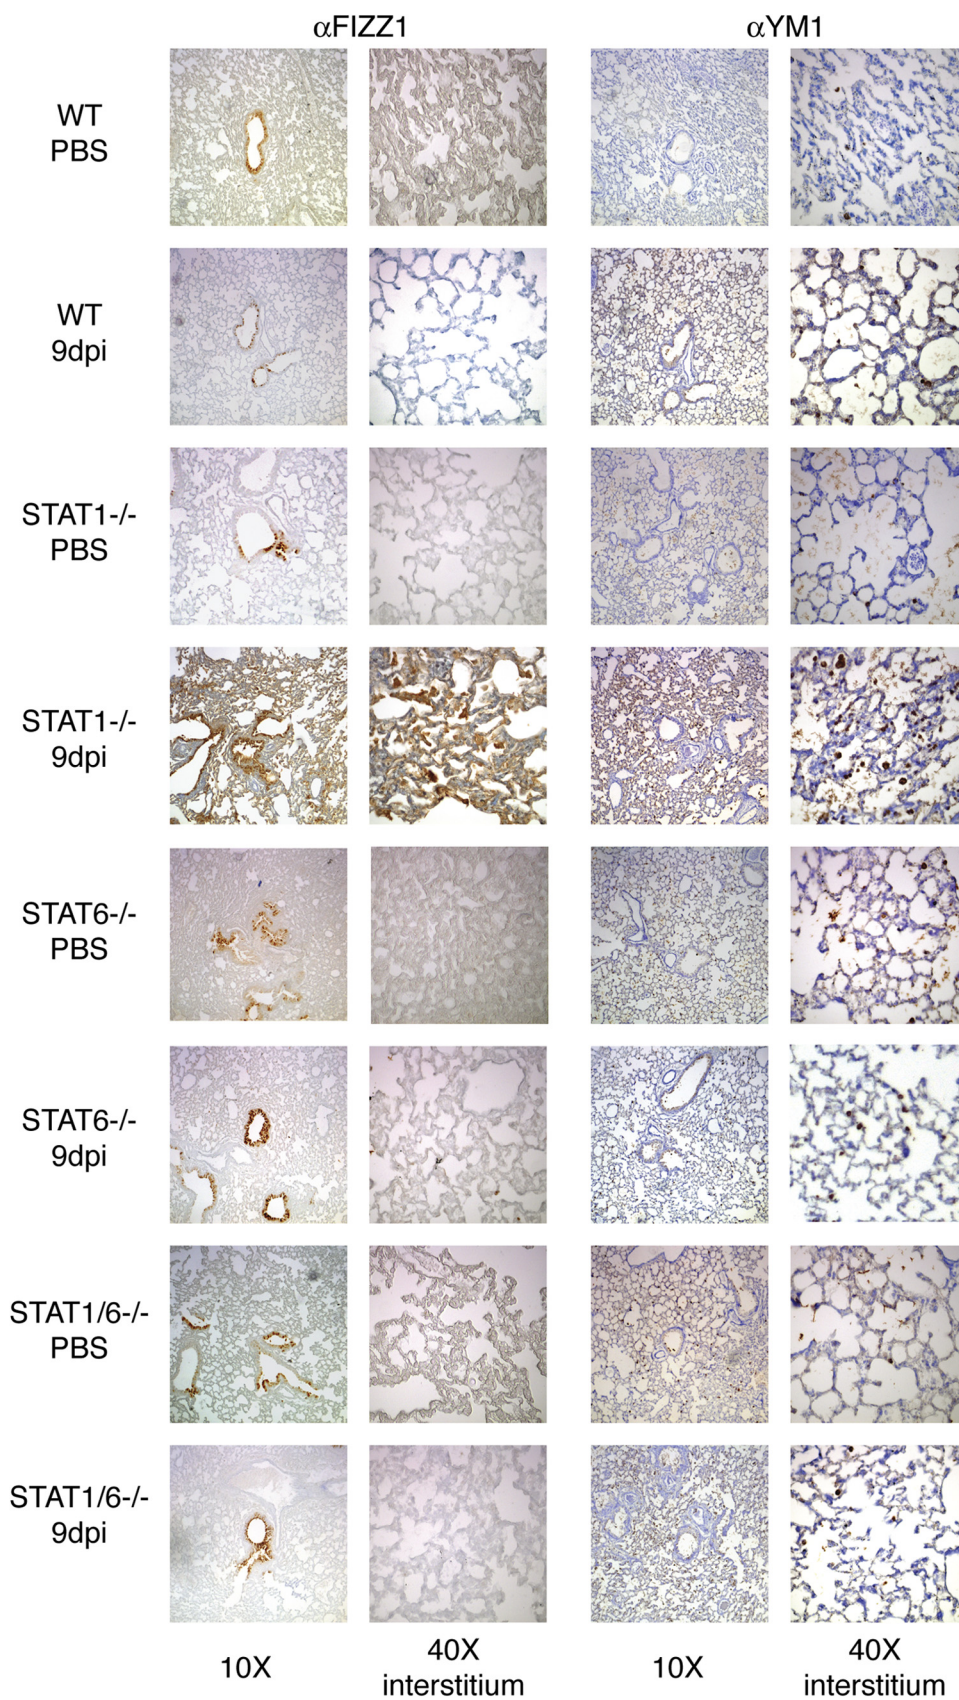 αFIZZ1 αYM1
WT
PBS
WT
9dpi
STAT1-/-
PBS
STAT1-/-
9dpi
STAT6-/-
PBS
STAT6-/-
9dpi
STAT1/6-/-
PBS
STAT1/6-/-
9dpi
10X 40X interstitium 10X 40X interstitium